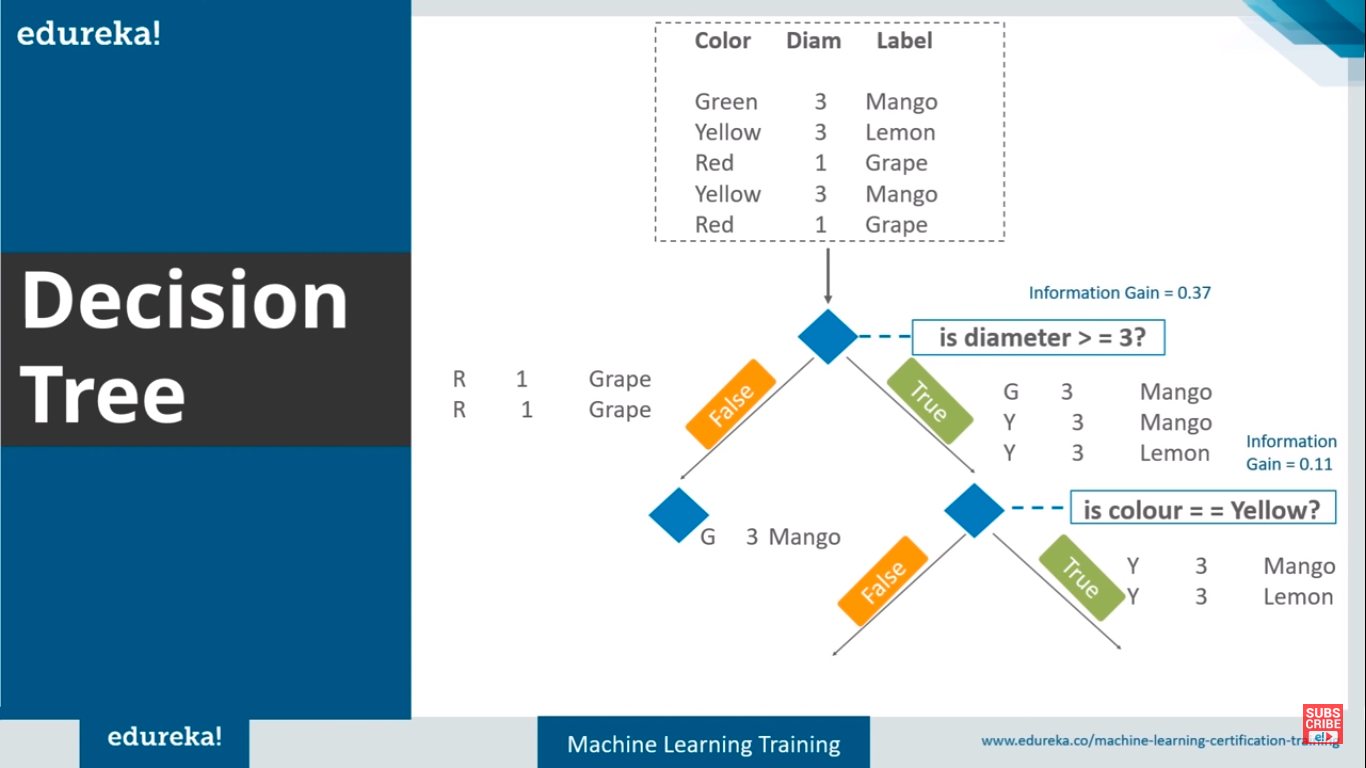 edureka!
Decision
Tree
Color Diam Label
Green 3 Mango
Yellow 3 Lemon
Red 1 Grape
Yellow 3 Mango
Red 1 Grape
Information Gain = 0.37
is diameter > = 3?
R 1 Grape
R 1 Grape
False
True
G 3 Mango
Y 3 Mango
Y 3 Lemon
Information
Gain = 0.11
is colour = = Yellow?
G 3 Mango
False
True
Y 3 Mango
Y 3 Lemon
edureka!
Machine Learning Training
www.edureka.co/machine-learning-certification-training
SUBS
CRIBE
e!